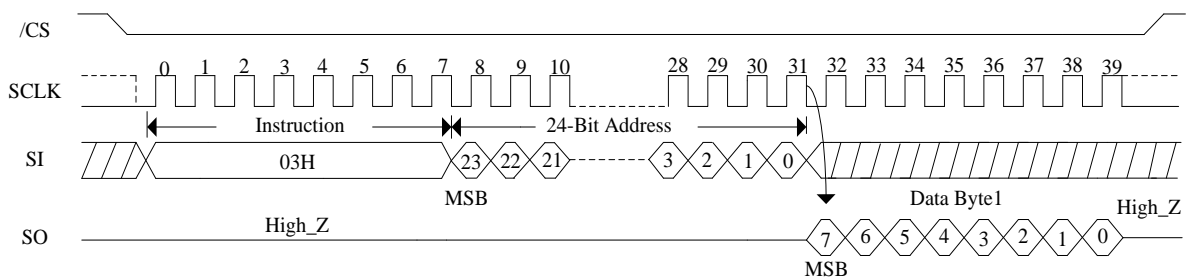 /CS
0 1 2 3 4 5 6 7 8 9 10 28 29 30 31 32 33 34 35 36 37 38 39
SCLK
Instruction 24-Bit Address
SI 03H 23 22 21 3 2 1 0
MSB Data Byte1
High_Z High_Z
SO 7 6 5 4 3 2 1 0
MSB